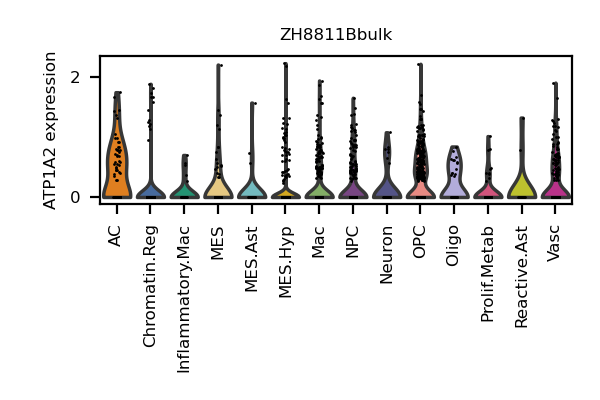 ZH8811Bbulk
ATP1A2 expression
2
0
AC
Chromatin.Reg
Inflammatory.Mac
MES
MES.Ast
MES.Hyp
Mac
NPC
Neuron
OPC
Oligo
Prolif.Metab
Reactive.Ast
Vasc